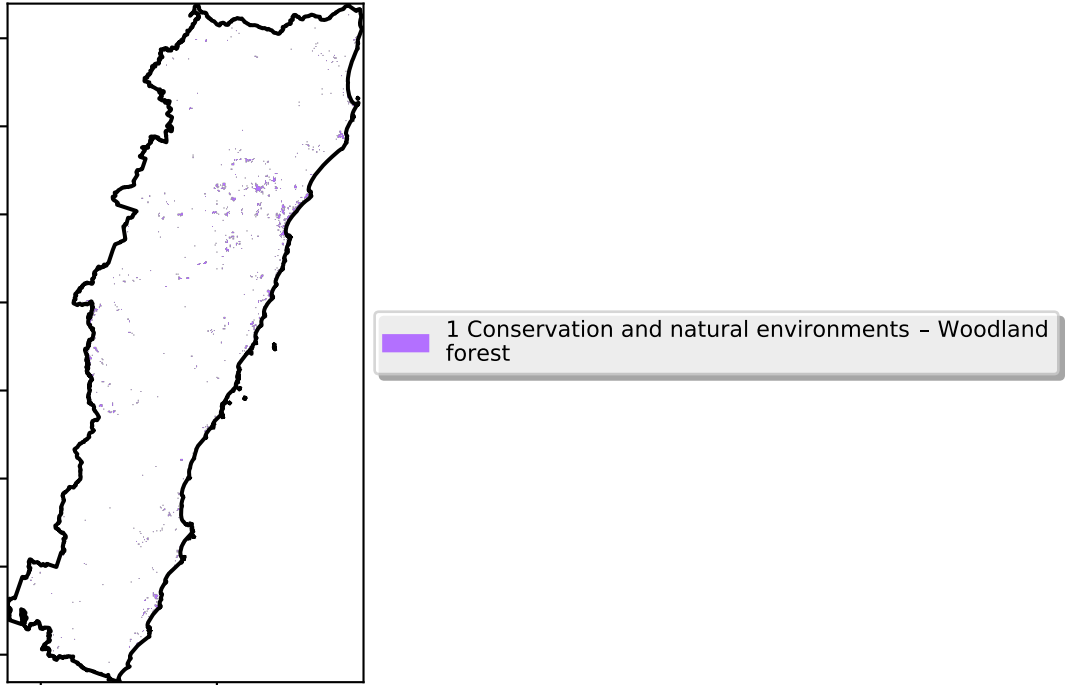 1 Conservation and natural environments – Woodland
forest